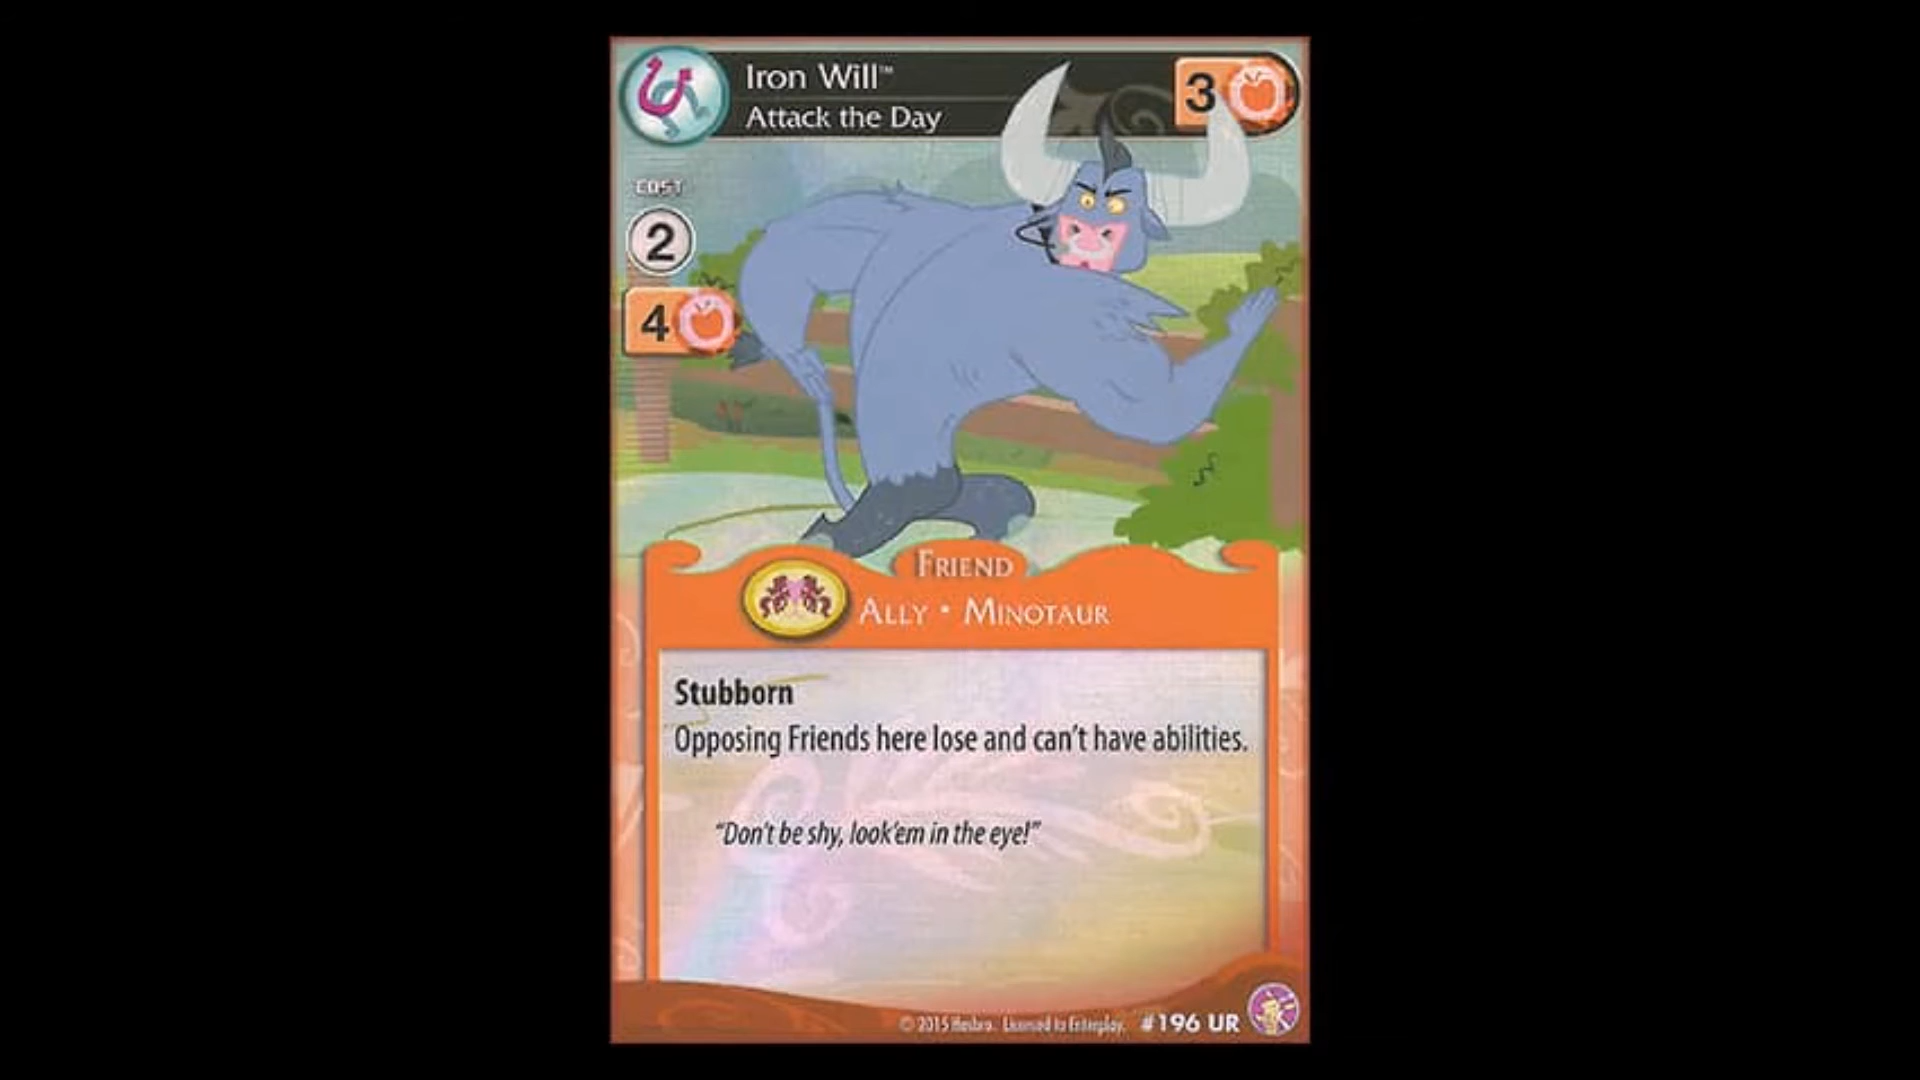 Iron Will™
Attack the Day
3
COST
2
4
FRIEND
ALLY • MINOTAUR
Stubborn
Opposing Friends here lose and can't have abilities.
“Don't be shy, look'em in the eye!”
© 2015 Hasbro. Licensed to Enterplay. #196 UR